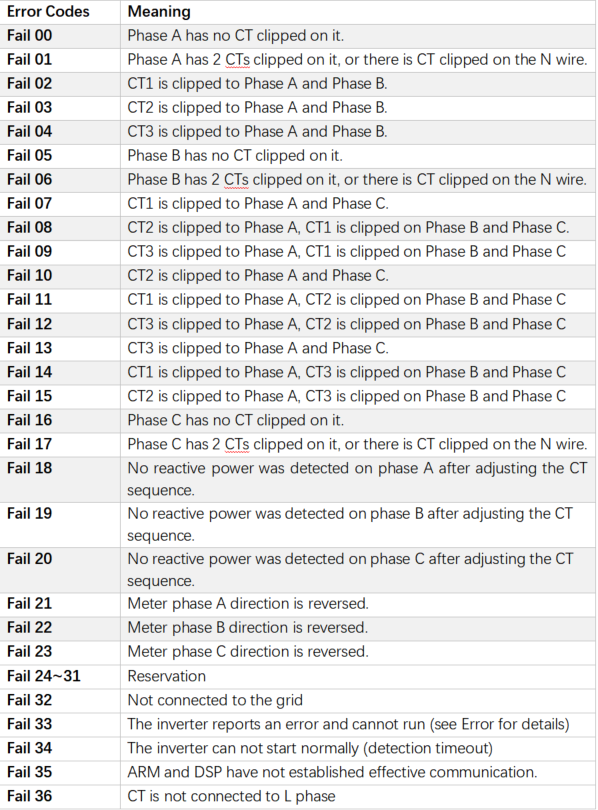 Error Codes Meaning
Fail 00 Phase A has no CT clipped on it.
Fail 01 Phase A has 2 CTs clipped on it, or there is CT clipped on the N wire.
Fail 02 CT1 is clipped to Phase A and Phase B.
Fail 03 CT2 is clipped to Phase A and Phase B.
Fail 04 CT3 is clipped to Phase A and Phase B.
Fail 05 Phase B has no CT clipped on it.
Fail 06 Phase B has 2 CTs clipped on it, or there is CT clipped on the N wire.
Fail 07 CT1 is clipped to Phase A and Phase C.
Fail 08 CT2 is clipped to Phase A, CT1 is clipped on Phase B and Phase C.
Fail 09 CT3 is clipped to Phase A, CT1 is clipped on Phase B and Phase C
Fail 10 CT2 is clipped to Phase A and Phase C.
Fail 11 CT1 is clipped to Phase A, CT2 is clipped on Phase B and Phase C
Fail 12 CT3 is clipped to Phase A, CT2 is clipped on Phase B and Phase C
Fail 13 CT3 is clipped to Phase A and Phase C.
Fail 14 CT1 is clipped to Phase A, CT3 is clipped on Phase B and Phase C
Fail 15 CT2 is clipped to Phase A, CT3 is clipped on Phase B and Phase C
Fail 16 Phase C has no CT clipped on it.
Fail 17 Phase C has 2 CTs clipped on it, or there is CT clipped on the N wire.
Fail 18 No reactive power was detected on phase A after adjusting the CT
sequence.
Fail 19 No reactive power was detected on phase B after adjusting the CT
sequence.
Fail 20 No reactive power was detected on phase C after adjusting the CT
sequence.
Fail 21 Meter phase A direction is reversed.
Fail 22 Meter phase B direction is reversed.
Fail 23 Meter phase C direction is reversed.
Fail 24~31 Reservation
Fail 32 Not connected to the grid
Fail 33 The inverter reports an error and cannot run (see Error for details)
Fail 34 The inverter can not start normally (detection timeout)
Fail 35 ARM and DSP have not established effective communication.
Fail 36 CT is not connected to L phase